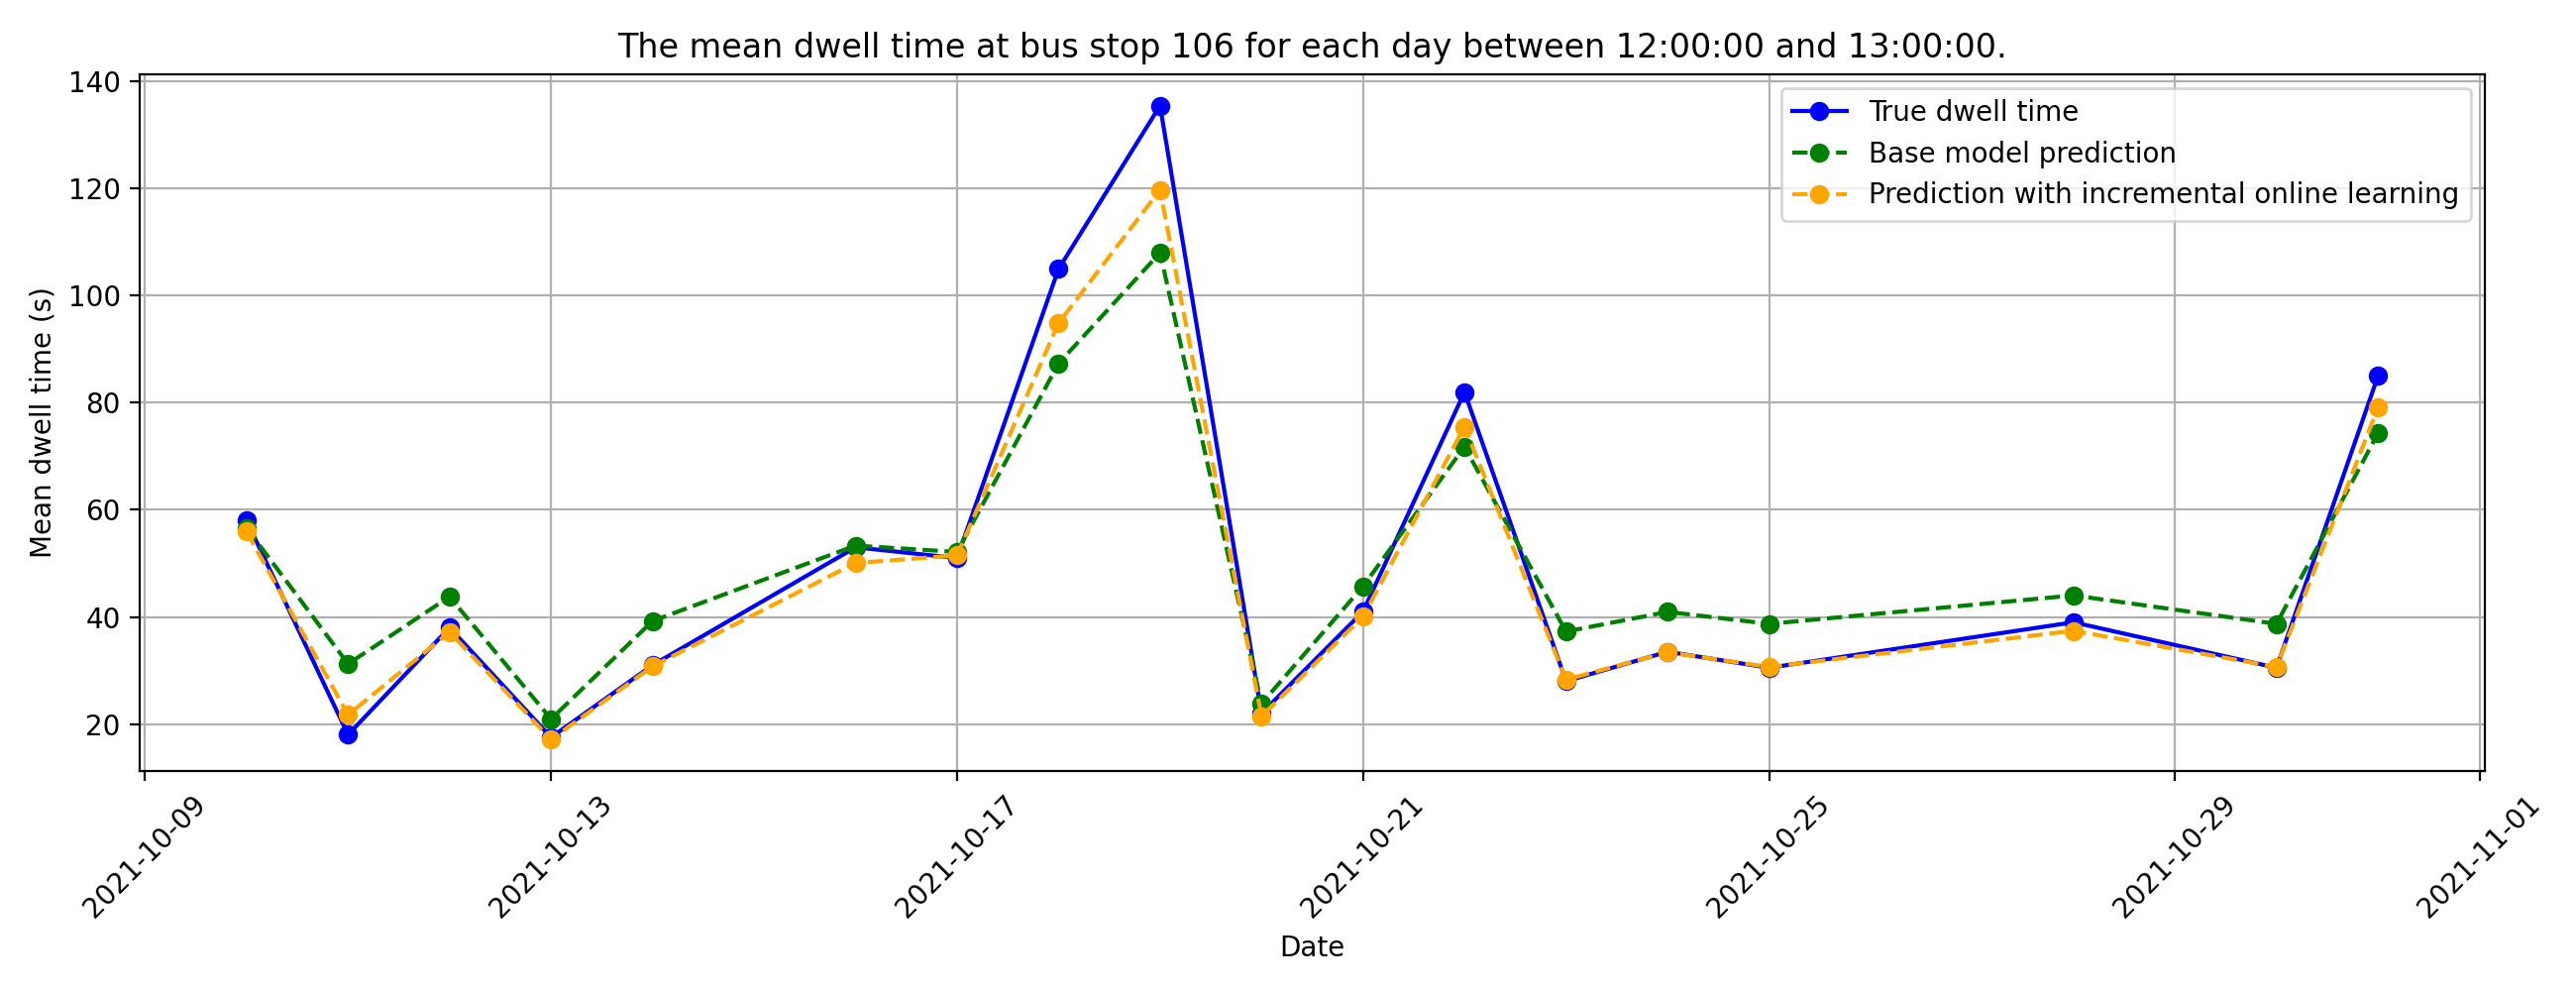 The mean dwell time at bus stop 106 for each day between 12:00:00 and 13:00:00.
140
120
100
80
60
40
20
Mean dwell time (s)
True dwell time
Base model prediction
Prediction with incremental online learning
2021-10-09
2021-10-13
2021-10-17
2021-10-21
2021-10-25
2021-10-29
2021-11-01
Date